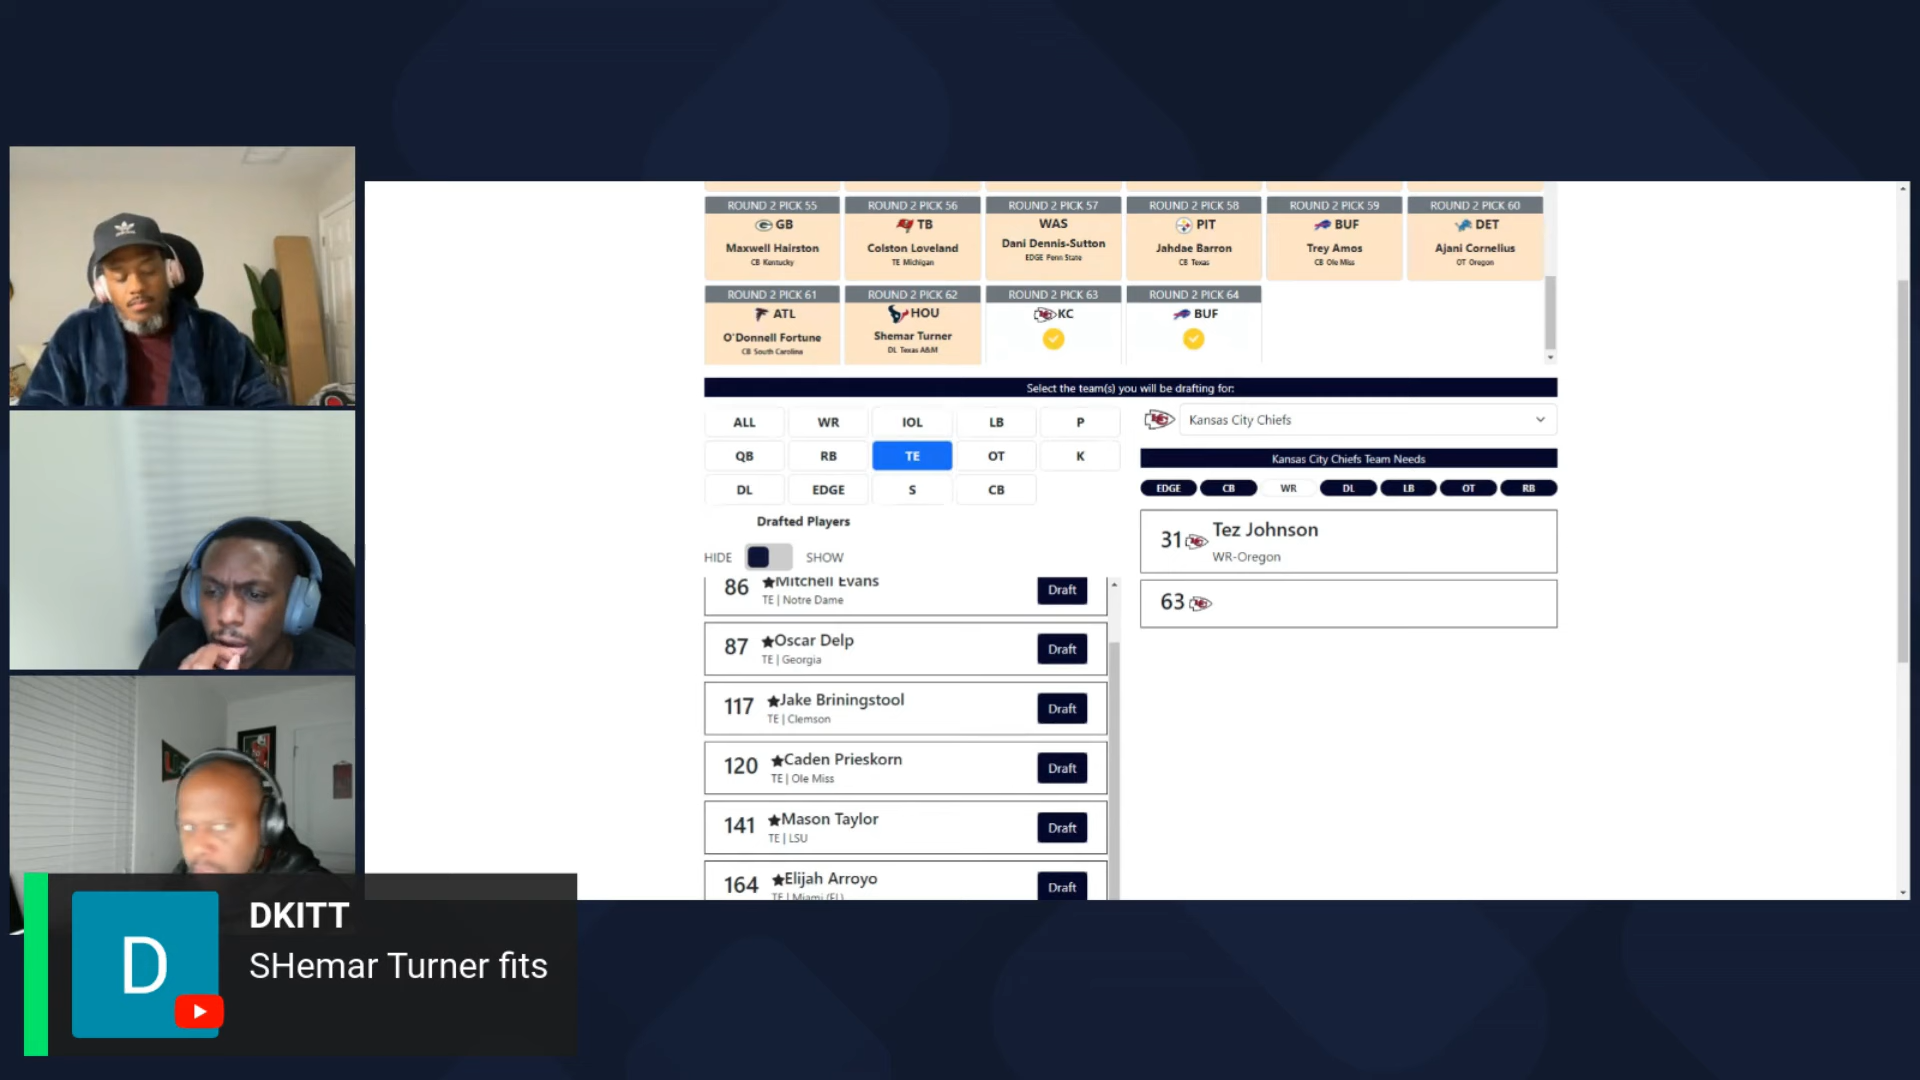 ROUND 2 PICK 55 ROUND 2 PICK 56 ROUND 2 PICK 57 ROUND 2 PICK 58 ROUND 2 PICK 59 ROUND 2 PICK 60
GB TB WAS PIT BUF DET
Maxwell Hairston Colston Loveland Dani Dennis-Sutton Jahdae Barron Trey Amos Ajani Cornelius
CB Kentucky TE Michigan EDGE Penn State CB Texas CB Ole Miss OT Oregon
ROUND 2 PICK 61 ROUND 2 PICK 62 ROUND 2 PICK 63 ROUND 2 PICK 64
ATL HOU KC BUF
O'Donnell Fortune Shemar Turner
CB South Carolina DL Texas A&M
Select the team(s) you will be drafting for:
ALL WR IOL LB P
QB RB TE OT K
DL EDGE S CB
Drafted Players
HIDE SHOW
86 ★Mitchell Evans Draft
TE | Notre Dame
87 ★Oscar Delp Draft
TE | Georgia
117 ★Jake Briningstool Draft
TE | Clemson
120 ★Caden Prieskorn Draft
TE | Ole Miss
141 ★Mason Taylor Draft
TE | LSU
164 ★Elijah Arroyo Draft
TE | Miami (FL)
Kansas City Chiefs
Kansas City Chiefs Team Needs
EDGE CB WR DL LB OT RB
31 Tez Johnson
WR-Oregon
63
D
DKITT
SHemar Turner fits